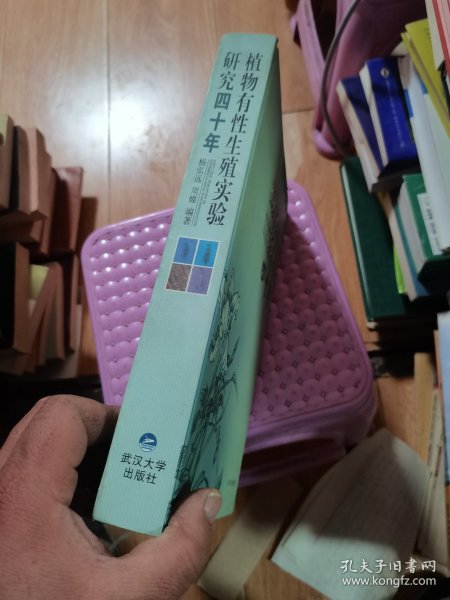 植物有性生殖实验
研究四十年
杨弘远 周嫦 编著
武汉大学
出版社
孔夫子旧书网
www.kongfz.com